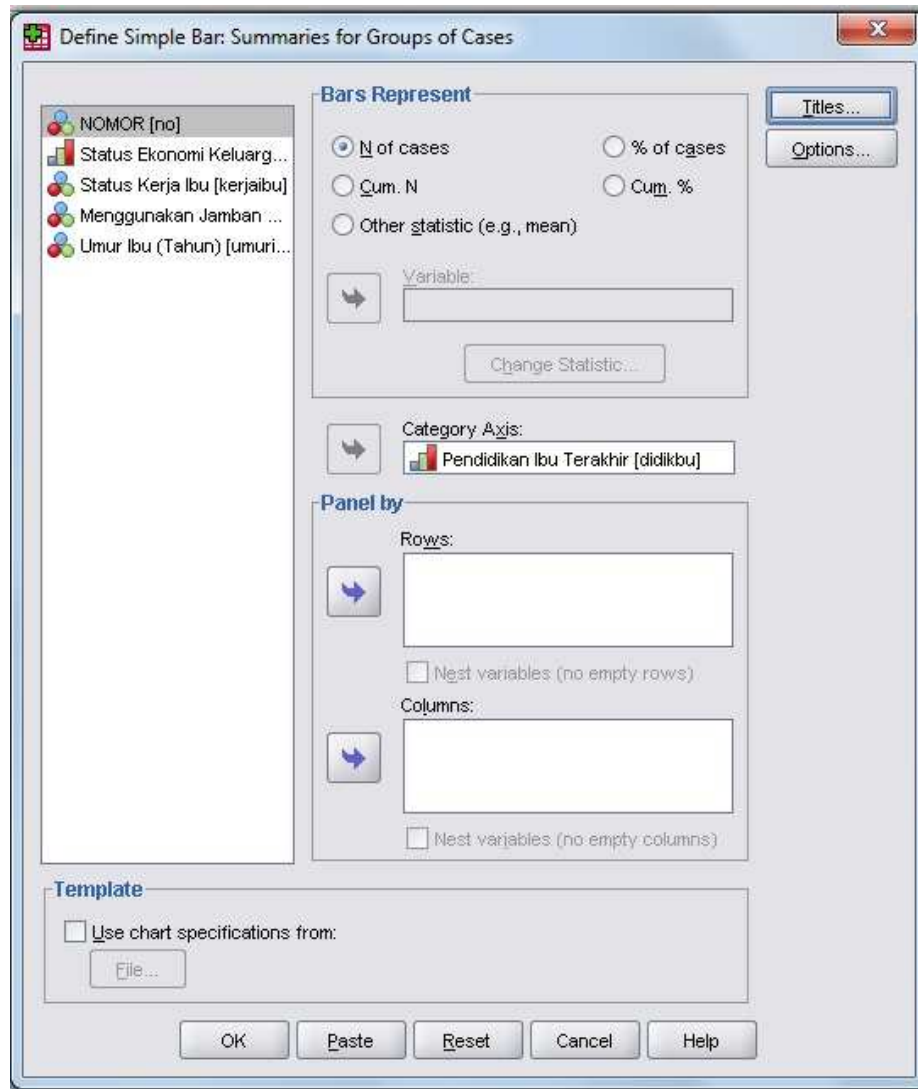 Define Simple Bar: Summaries for Groups of Cases
NOMOR [no]
Status Ekonomi Keluarg...
Status Kerja Ibu [kerjaibu]
Menggunakan Jamban ...
Umur Ibu (Tahun) [umuri...
Bars Represent
N of cases
% of cases
Cum. N
Cum. %
Other statistic (e.g., mean)
Variable:
Change Statistic...
Category Axis:
Pendidikan Ibu Terakhir [didikbu]
Panel by
Rows:
Nest variables (no empty rows)
Columns:
Nest variables (no empty columns)
Titles...
Options...
Template
Use chart specifications from:
File...
OK
Paste
Reset
Cancel
Help